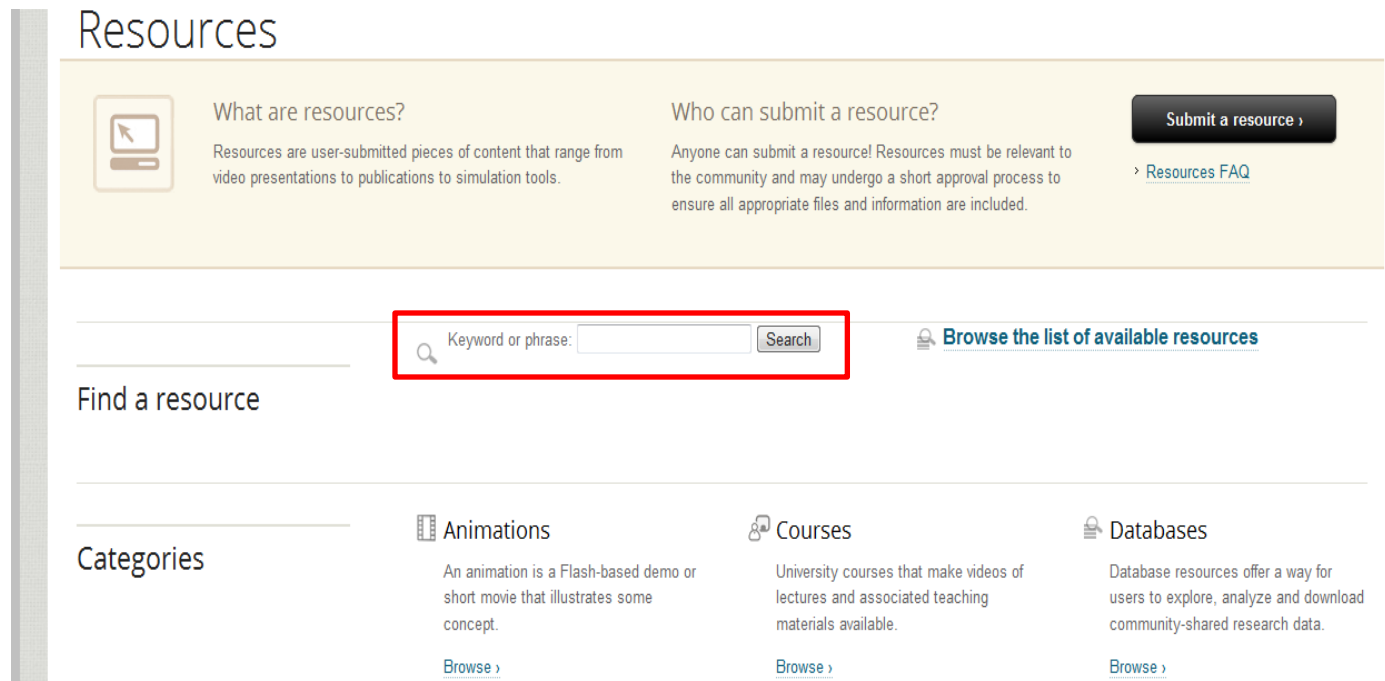 Resources
What are resources?
Resources are user-submitted pieces of content that range from
video presentations to publications to simulation tools.
Who can submit a resource?
Anyone can submit a resource! Resources must be relevant to
the community and may undergo a short approval process to
ensure all appropriate files and information are included.
Submit a resource ›
› Resources FAQ
Find a resource
Keyword or phrase:
Search
Browse the list of available resources
Categories
Animations
An animation is a Flash-based demo or
short movie that illustrates some
concept.
Browse ›
Courses
University courses that make videos of
lectures and associated teaching
materials available.
Browse ›
Databases
Database resources offer a way for
users to explore, analyze and download
community-shared research data.
Browse ›